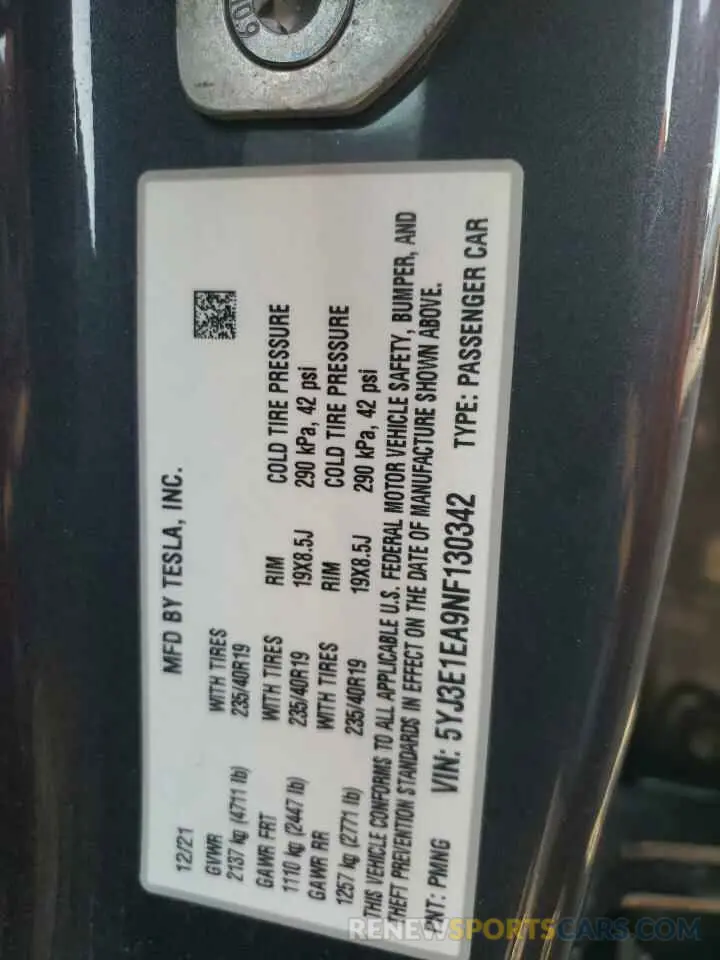 60L
MFD BY TESLA, INC.
12/21
GVWR WITH TIRES
2137 kg (4711 lb) 235/40R19
GAWR FRT WITH TIRES RIM COLD TIRE PRESSURE
1110 kg (2447 lb) 235/40R19 19X8.5J 290 kPa, 42 psi
GAWR RR WITH TIRES RIM COLD TIRE PRESSURE
1257 kg (2771 lb) 235/40R19 19X8.5J 290 kPa, 42 psi
THIS VEHICLE CONFORMS TO ALL APPLICABLE U.S. FEDERAL MOTOR VEHICLE SAFETY, BUMPER, AND
THEFT PREVENTION STANDARDS IN EFFECT ON THE DATE OF MANUFACTURE SHOWN ABOVE.
PNT: PMNG VIN: 5YJ3E1EA9NF130342 TYPE: PASSENGER CAR
RENEWSPORTSCARS.COM